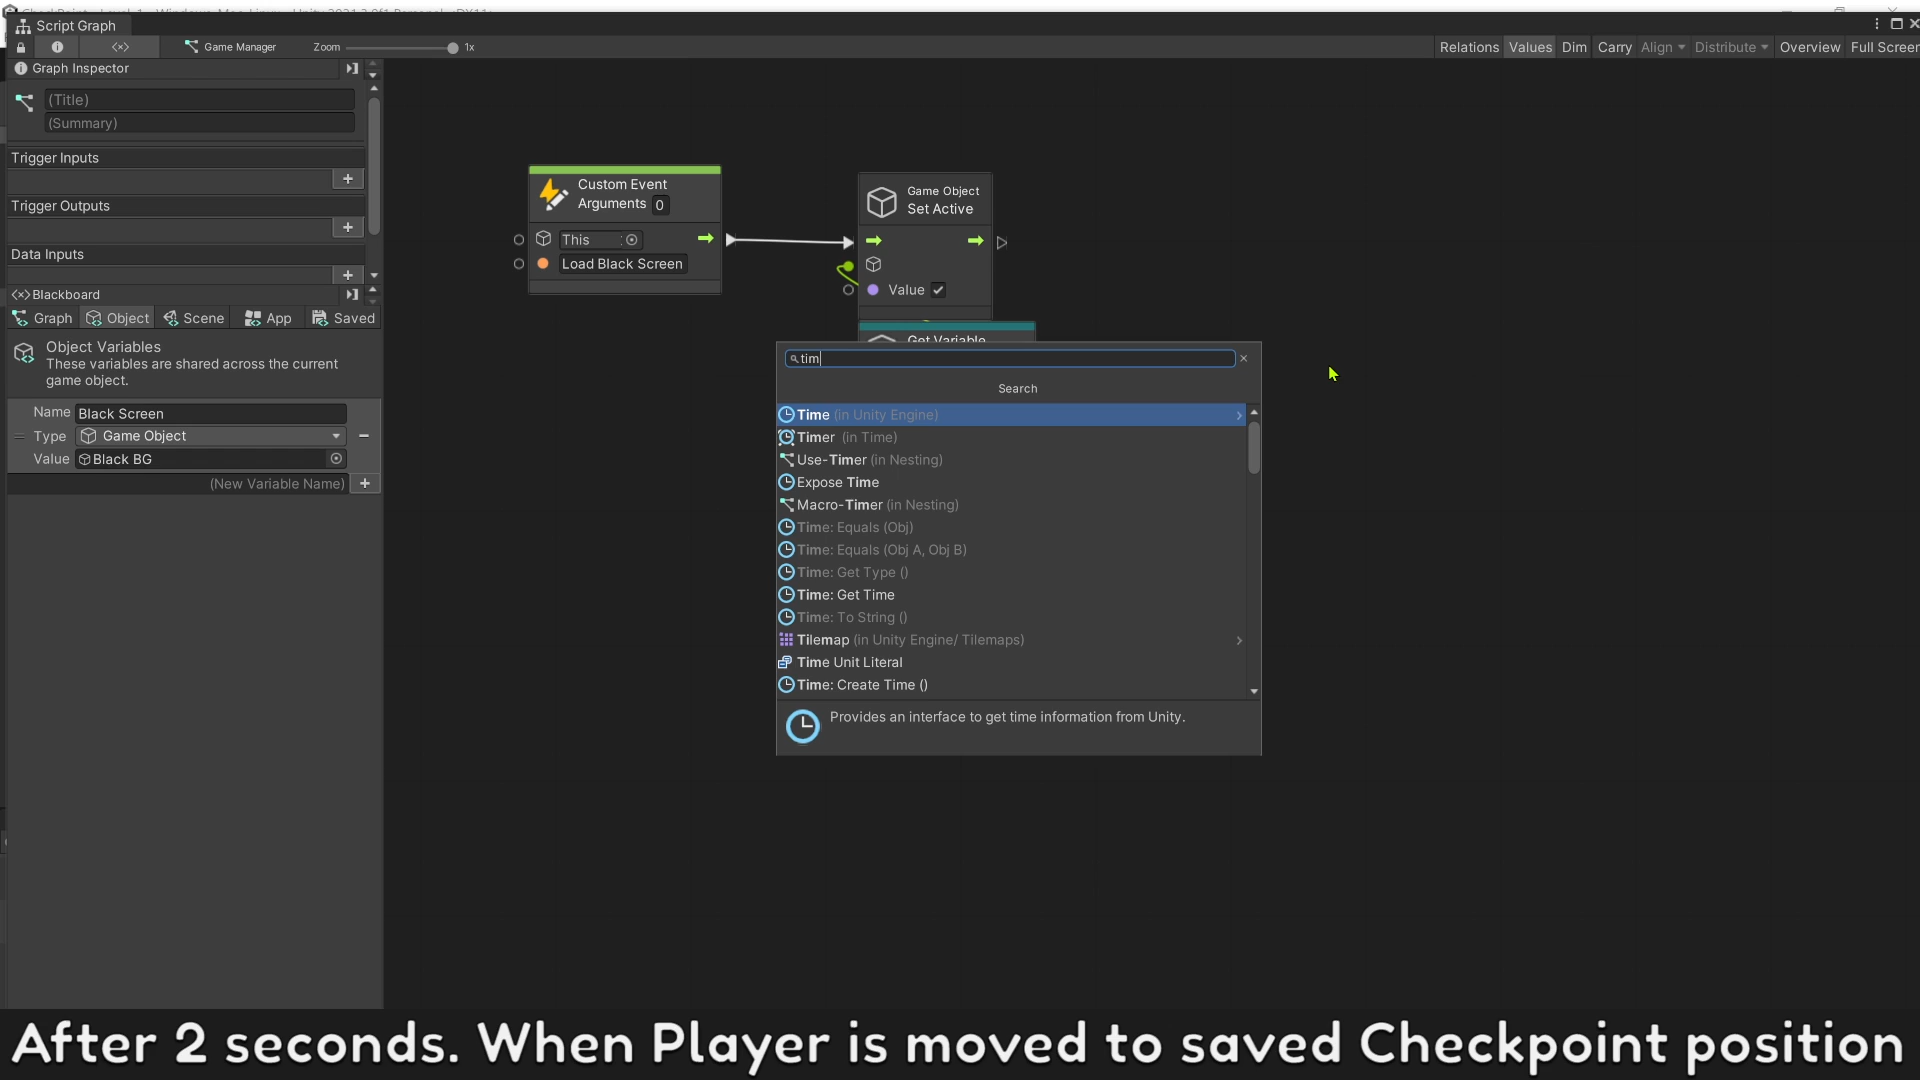 Script Graph
Game Manager
Zoom
1x
Relations
Values
Dim
Carry
Align
Distribute
Overview
Full Screen
Graph Inspector
(Title)
(Summary)
Trigger Inputs
Trigger Outputs
Data Inputs
<x>Blackboard
Graph
Object
Scene
App
Saved
Object Variables
These variables are shared across the current
game object.
Name Black Screen
Type Game Object
Value Black BG
(New Variable Name)
Custom Event
Arguments 0
This
Load Black Screen
Game Object
Set Active
Value
Get Variable
tim
Search
Time (in Unity Engine)
Timer (in Time)
Use-Timer (in Nesting)
Expose Time
Macro-Timer (in Nesting)
Time: Equals (Obj)
Time: Equals (Obj A, Obj B)
Time: Get Type ()
Time: Get Time
Time: To String ()
Tilemap (in Unity Engine/ Tilemaps)
Time Unit Literal
Time: Create Time ()
Provides an interface to get time information from Unity.
After 2 seconds. When Player is moved to saved Checkpoint position